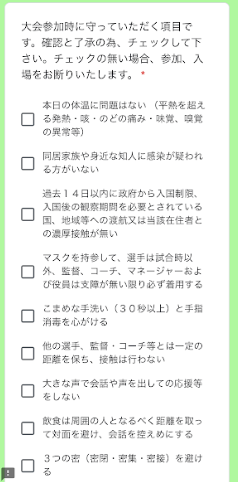 大会参加時に守っていただく項目で
す。確認と了承の為、チェックして下
さい。チェックの無い場合、参加、入
場をお断りいたします。 *
本日の体温に問題はない （平熱を超え
る発熱・咳・のどの痛み・味覚、嗅覚
の異常等）
同居家族や身近な知人に感染が疑われ
る方がいない
過去１４日以内に政府から入国制限、
入国後の観察期間を必要とされている
国、地域等への渡航又は当該在住者と
の濃厚接触が無い
マスクを持参して、選手は試合時以
外、監督、コーチ、マネージャーおよ
び役員は支障が無い限り必ず着用する
こまめな手洗い（３０秒以上）と手指
消毒を心がける
他の選手、監督・コーチ等とは一定の
距離を保ち、接触は行わない
大きな声で会話や声を出しての応援等
をしない
飲食は周囲の人となるべく距離を取っ
て対面を避け、会話を控えめにする
３つの密（密閉・密集・密接）を避け
る